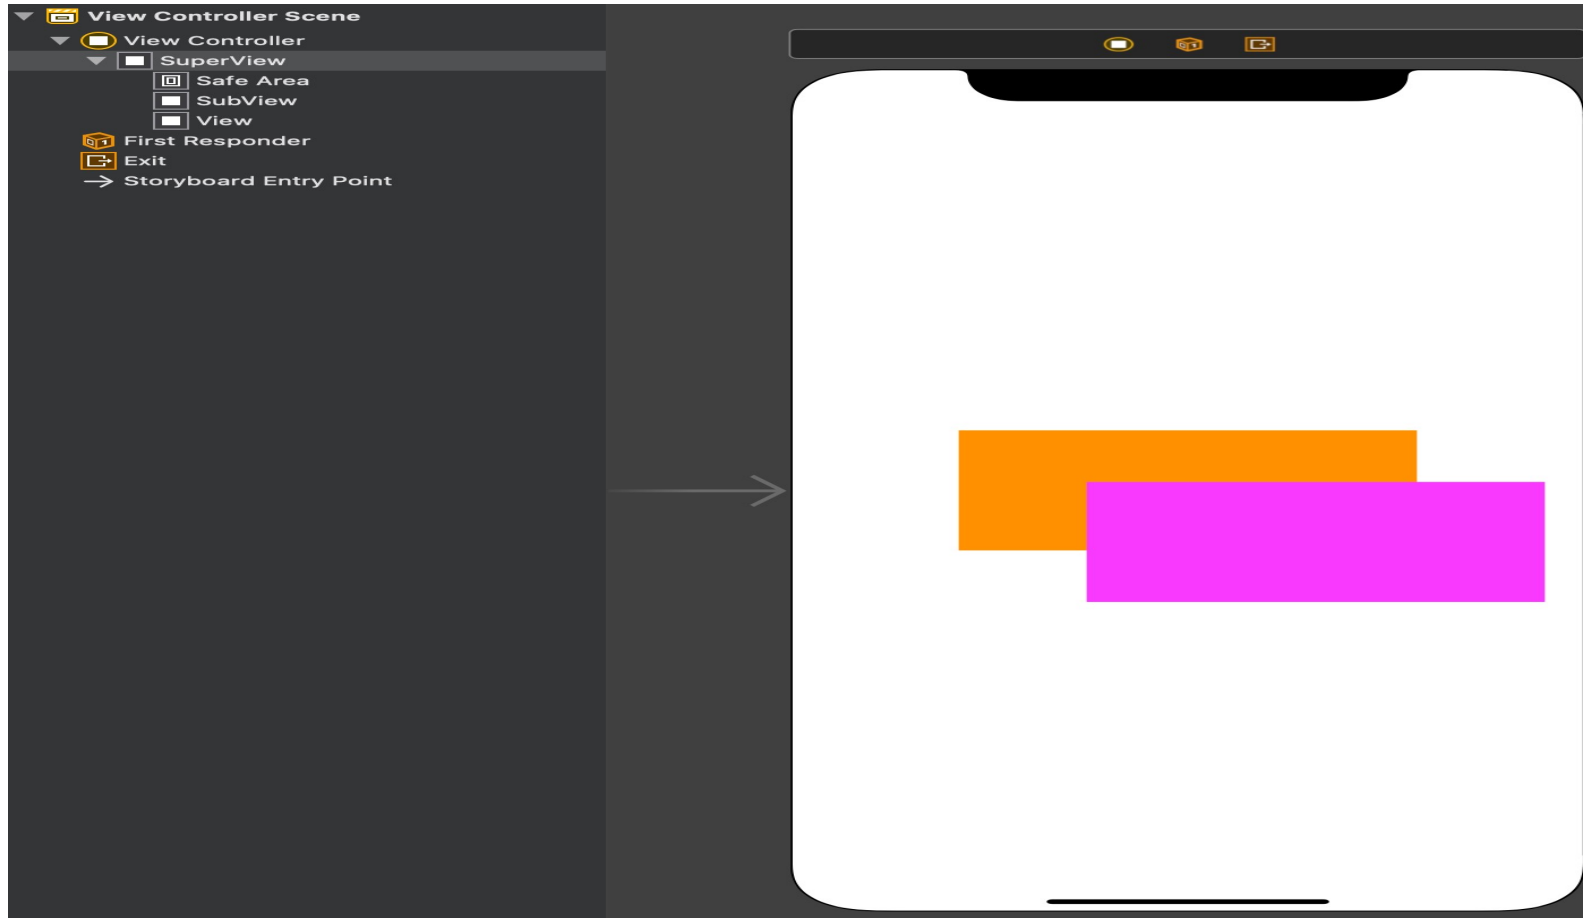 View Controller Scene
View Controller
SuperView
Safe Area
SubView
View
First Responder
Exit
Storyboard Entry Point